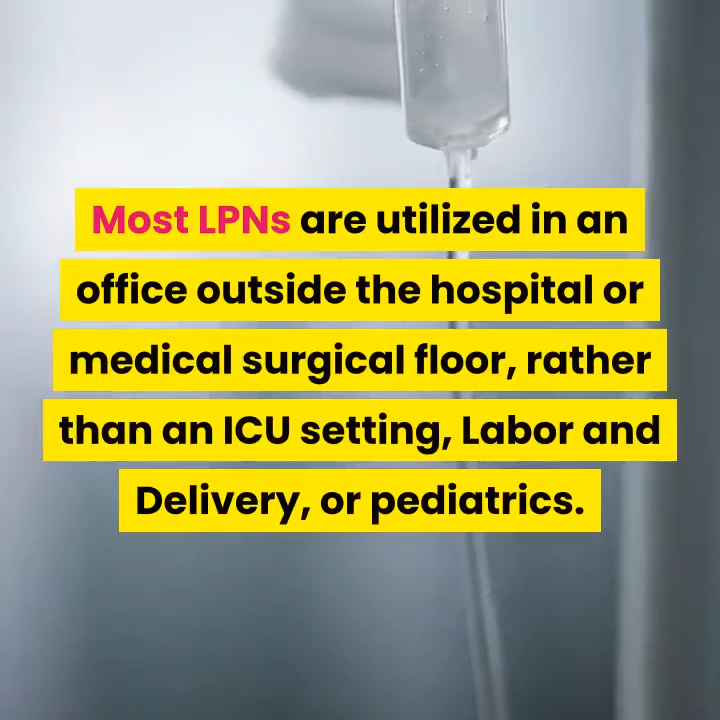 Most LPNs are utilized in an
office outside the hospital or
medical surgical floor, rather
than an ICU setting, Labor and
Delivery, or pediatrics.